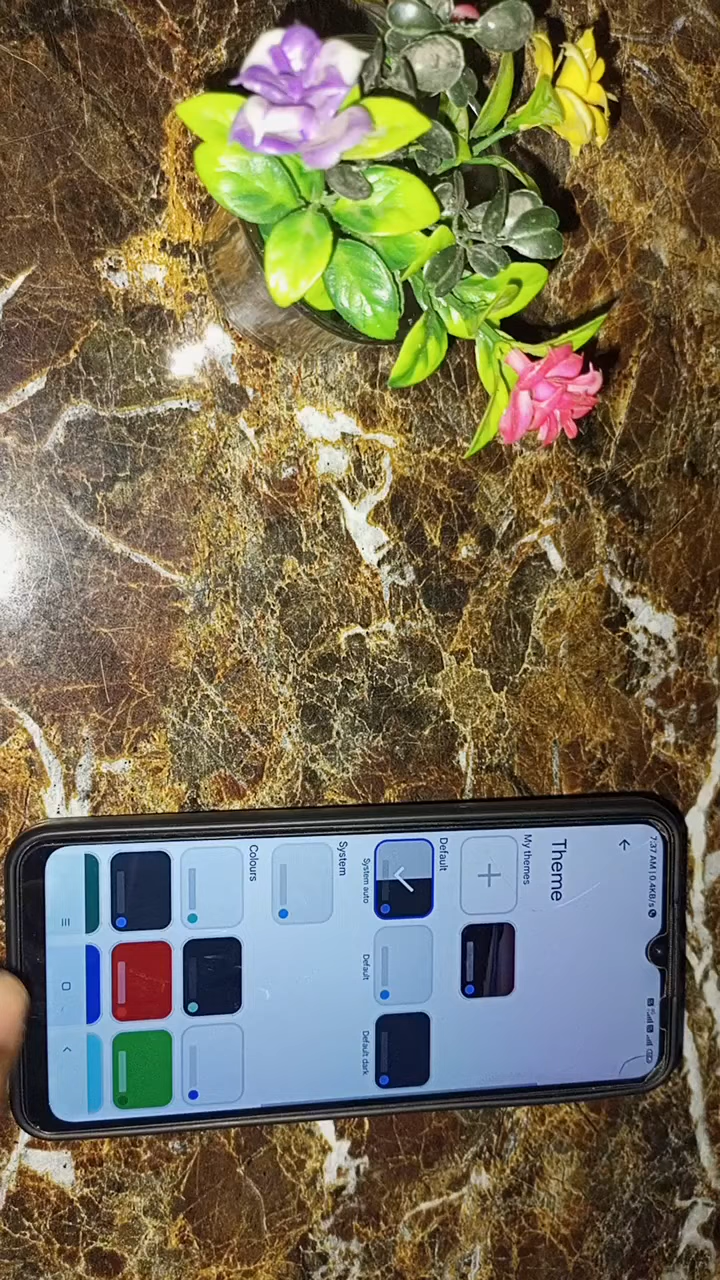 7:37 AM | 0.4KB/s
Theme
My themes
Default
System auto
Default
Default dark
System
Colours